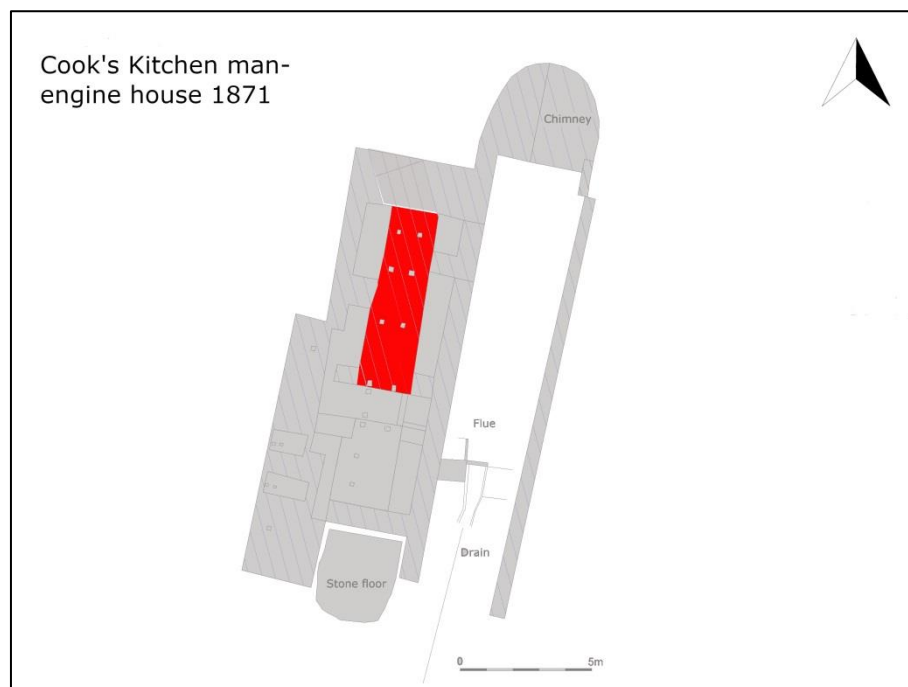 Cook's Kitchen man-
engine house 1871
Chimney
Flue
Drain
Stone floor
0 5m